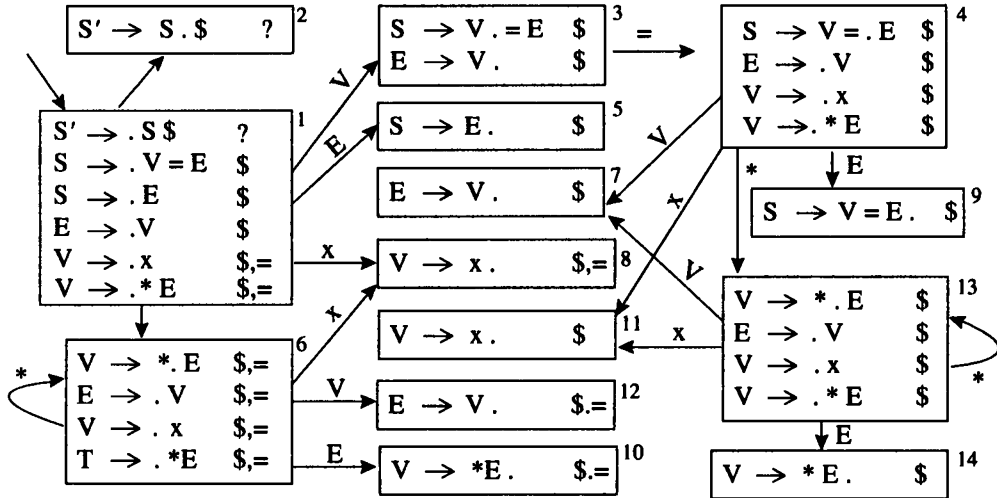 2
S' → S . $ ?
1
S' → . S $ ?
S → . V = E $
S → . E $
E → . V $
V → . x $,=
V → . * E $,=
6
V → *. E $,=
E → . V $,=
V → . x $,=
T → . *E $,=
*
V
E
x
x
V
E
3
S → V . = E $
E → V . $
=
5
S → E . $
7
E → V . $
8
V → x . $,=
11
V → x . $
12
E → V . $.=
10
V → *E . $.=
4
S → V = . E $
E → . V $
V → . x $
V → . * E $
V
x
*
E
9
S → V = E . $
V
x
13
V → * . E $
E → . V $
V → . x $
V → . * E $
*
E
14
V → * E . $